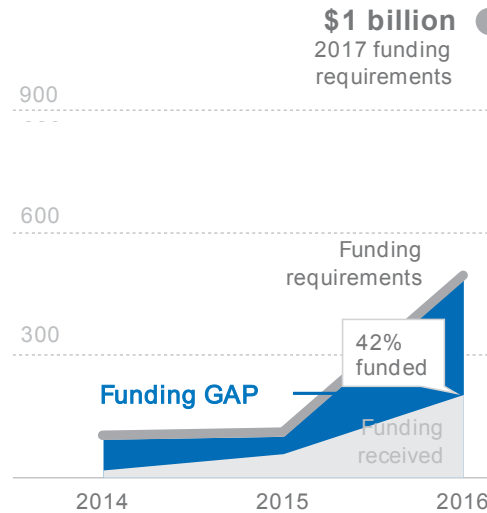 $1 billion
2017 funding
requirements
900
600
Funding
requirements
300
42%
funded
Funding GAP
Funding
received
2014
2015
2016